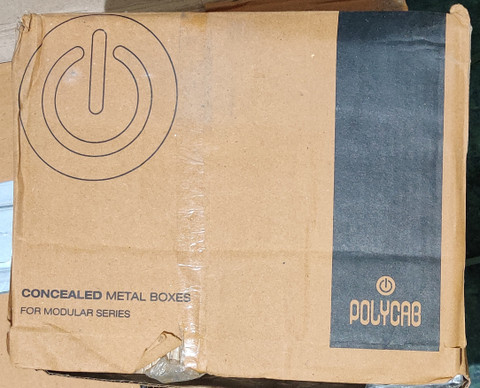 CONCEALED METAL BOXES
FOR MODULAR SERIES
POLYCAB